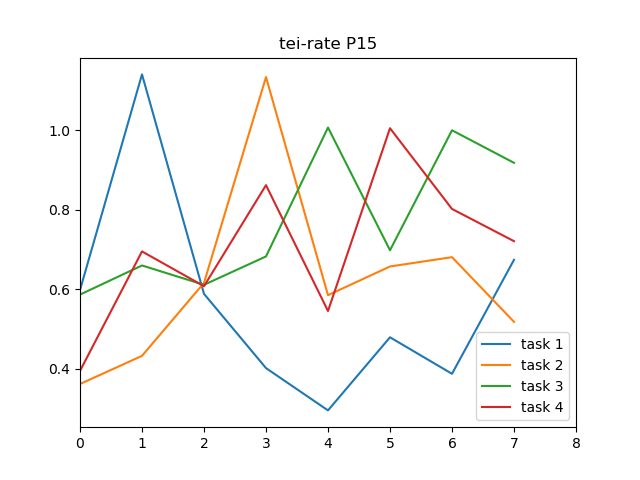 tei-rate P15
1.0
0.8
0.6
0.4
0 1 2 3 4 5 6 7 8
task 1
task 2
task 3
task 4